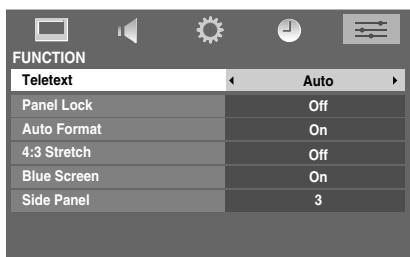 FUNCTION
Teletext Auto
Panel Lock Off
Auto Format On
4:3 Stretch Off
Blue Screen On
Side Panel 3